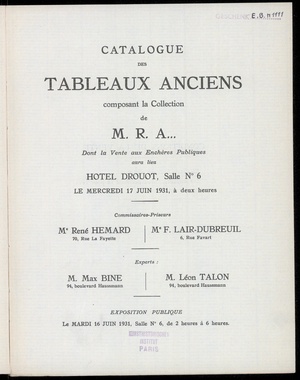 E.G. n° 1997
CATALOGUE
DES
TABLEAUX ANCIENS
composant la Collection
de
M. R. A...
Dont la Vente aux Enchères Publiques
aura lieu
HOTEL DROUOT, Salle N° 6
LE MERCREDI 17 JUIN 1931, à deux heures
Commissaires-Priseurs
Me René HEMARD
Me F. LAIR-DUBREUIL
70, Rue La Fayette
6, Rue Favart
Experts :
M. Max BINE
M. Léon TALON
94, boulevard Haussmann
94, boulevard Haussmann
EXPOSITION PUBLIQUE
Le MARDI 16 JUIN 1931, Salle N° 6, de 2 heures à 6 heures.
INSTITUT
PARIS